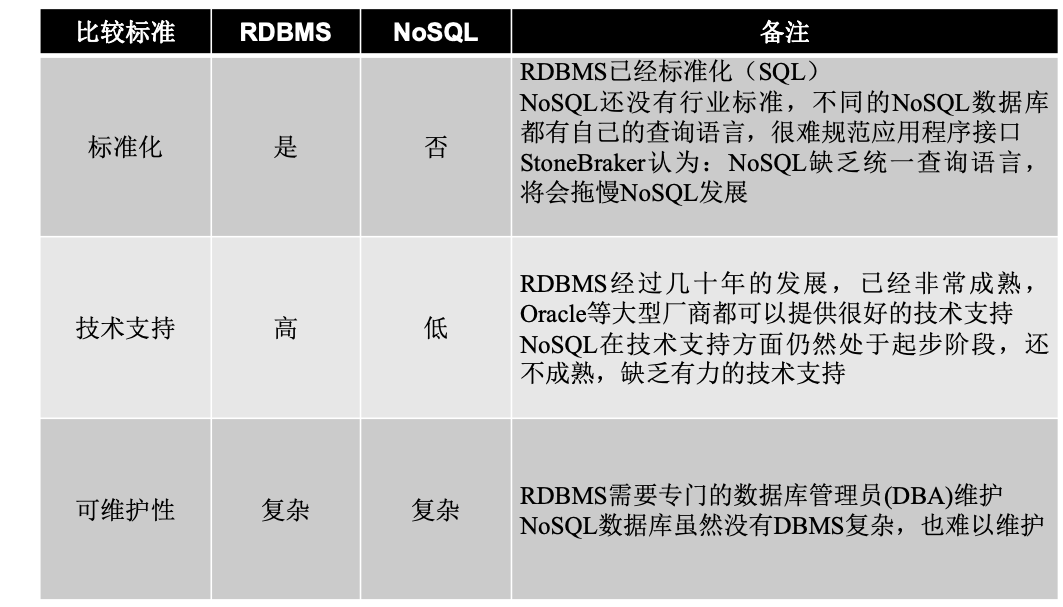 比较标准 RDBMS NoSQL 备注
RDBMS已经标准化（SQL）
NoSQL还没有行业标准，不同的NoSQL数据库
都有自己的查询语言，很难规范应用程序接口
StoneBraker认为：NoSQL缺乏统一查询语言，
将会拖慢NoSQL发展
标准化 是 否
RDBMS经过几十年的发展，已经非常成熟，
Oracle等大型厂商都可以提供很好的技术支持
NoSQL在技术支持方面仍然处于起步阶段，还
不成熟，缺乏有力的技术支持
技术支持 高 低
RDBMS需要专门的数据库管理员(DBA)维护
NoSQL数据库虽然没有DBMS复杂，也难以维护
可维护性 复杂 复杂